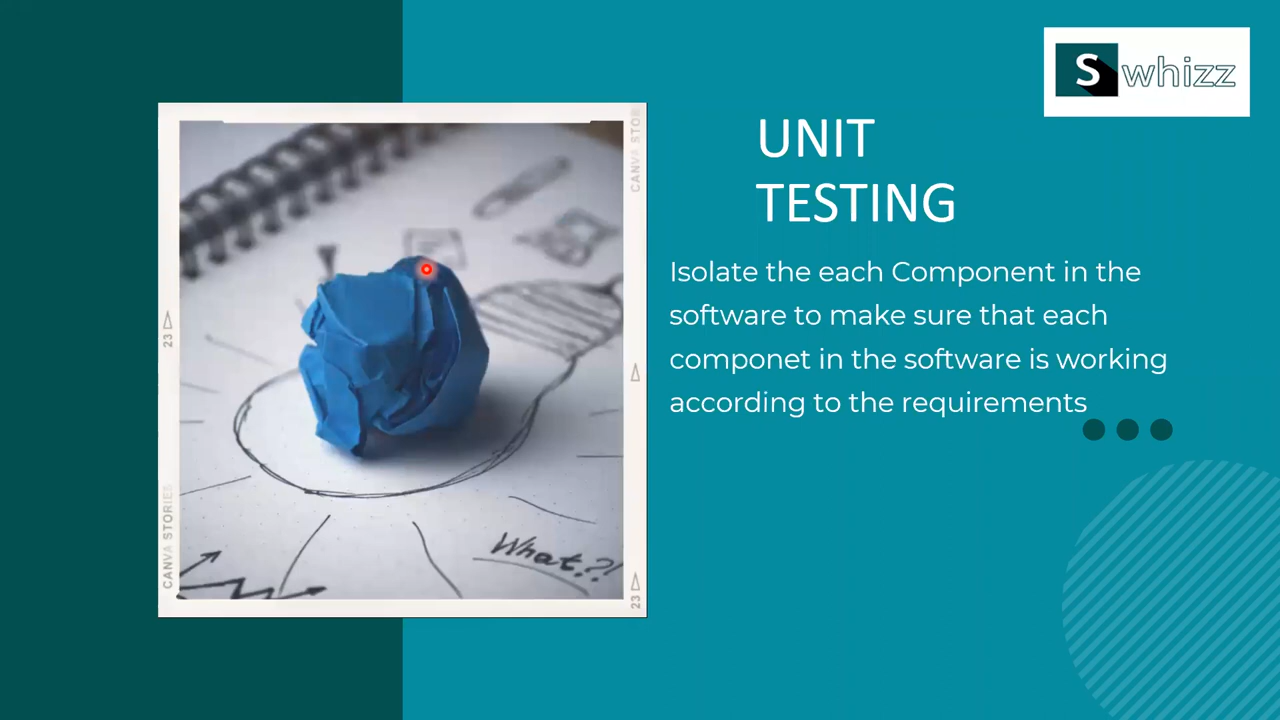 S whizz
UNIT
TESTING
Isolate the each Component in the
software to make sure that each
componet in the software is working
according to the requirements
CANVA STOR
23
CANVA STORIES
23
What??!